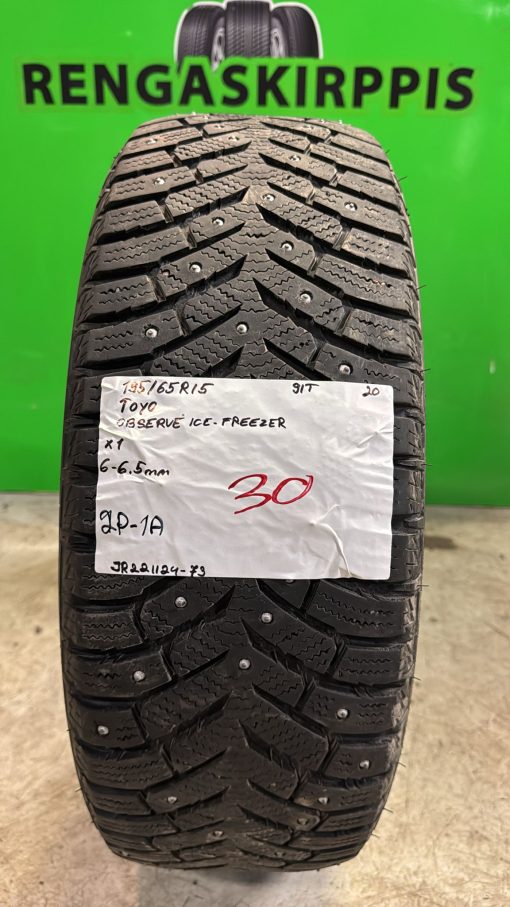 RENGASKIRPPIS
195/65R15 91T 20
TOYO
OBSERVE ICE-FREEZER
x1
6-6.5mm
30
2P-1A
JR221124-73